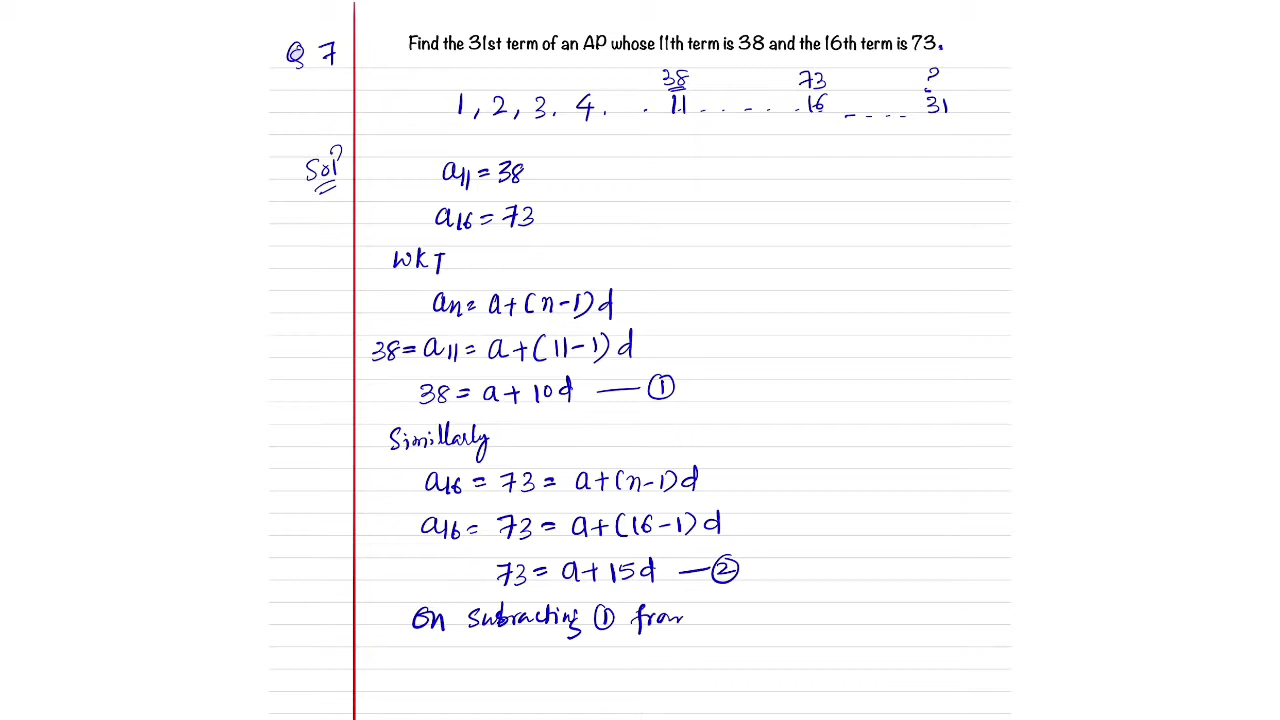 Q 7
Find the 31st term of an AP whose 11th term is 38 and the 16th term is 73.
38 73 ?
1, 2, 3. 4. . 11 . . . . . 16 . . . . . 31
Sol?
a11 = 38
a16 = 73
WKT
an = a+(n-1)d
38 = a11 = a+(11-1)d
38 = a+10d —— ①
Simillarly
a16 = 73 = a+(n-1)d
a16 = 73 = a+(16-1)d
73 = a+15d —②
On subtracting ① from